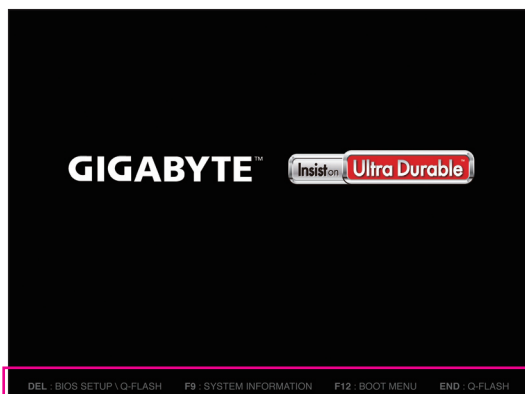 GIGABYTE™
Insist on Ultra Durable™
DEL : BIOS SETUP \ Q-FLASH F9 : SYSTEM INFORMATION F12 : BOOT MENU END : Q-FLASH